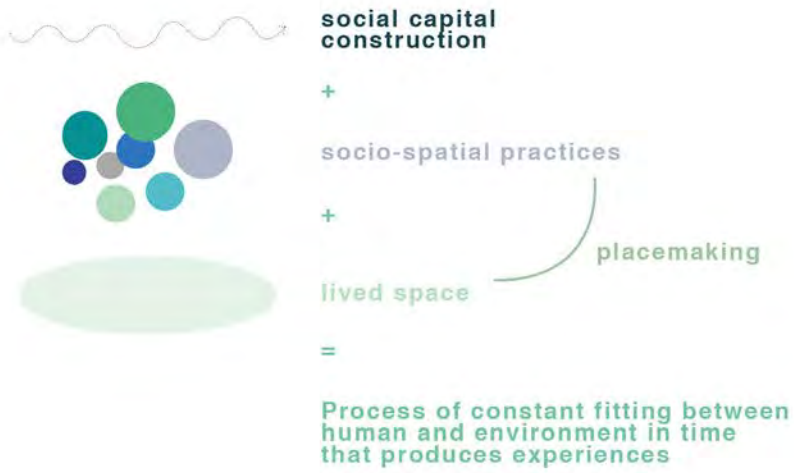 social capital
construction
+
socio-spatial practices
+
placemaking
lived space
=
Process of constant fitting between
human and environment in time
that produces experiences